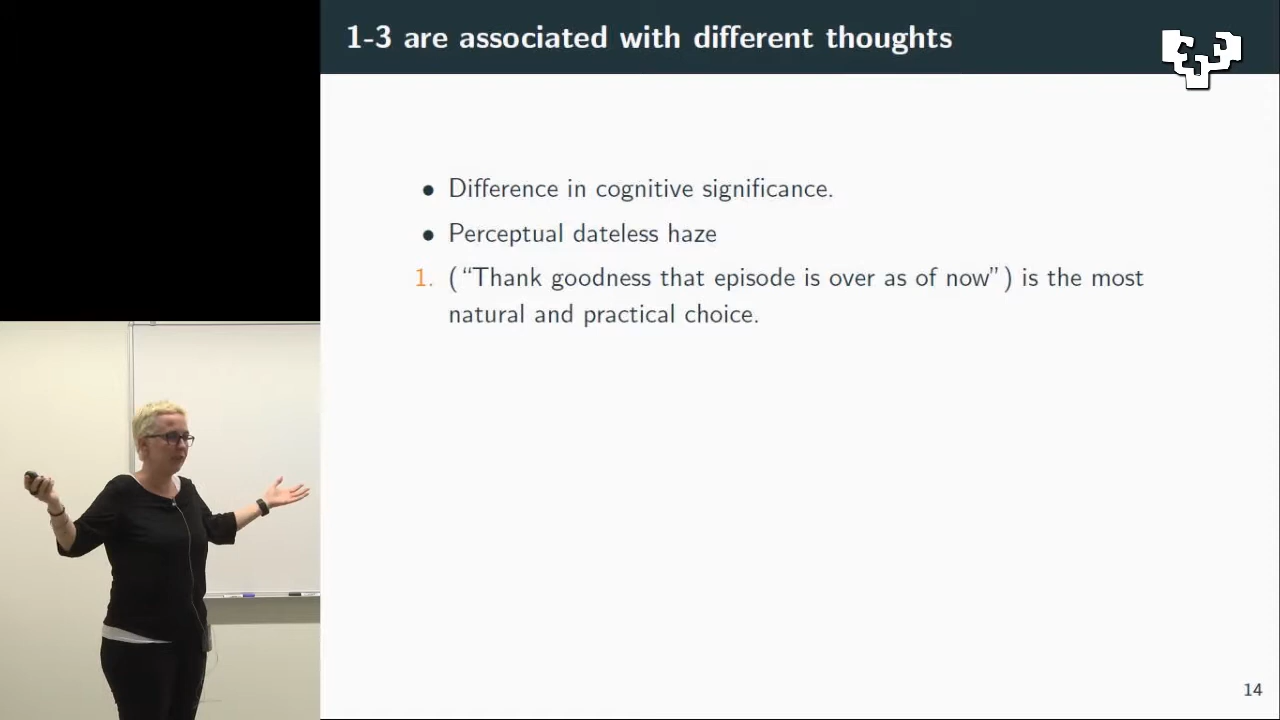 1-3 are associated with different thoughts
• Difference in cognitive significance.
• Perceptual dateless haze
1. (“Thank goodness that episode is over as of now”) is the most
natural and practical choice.
14